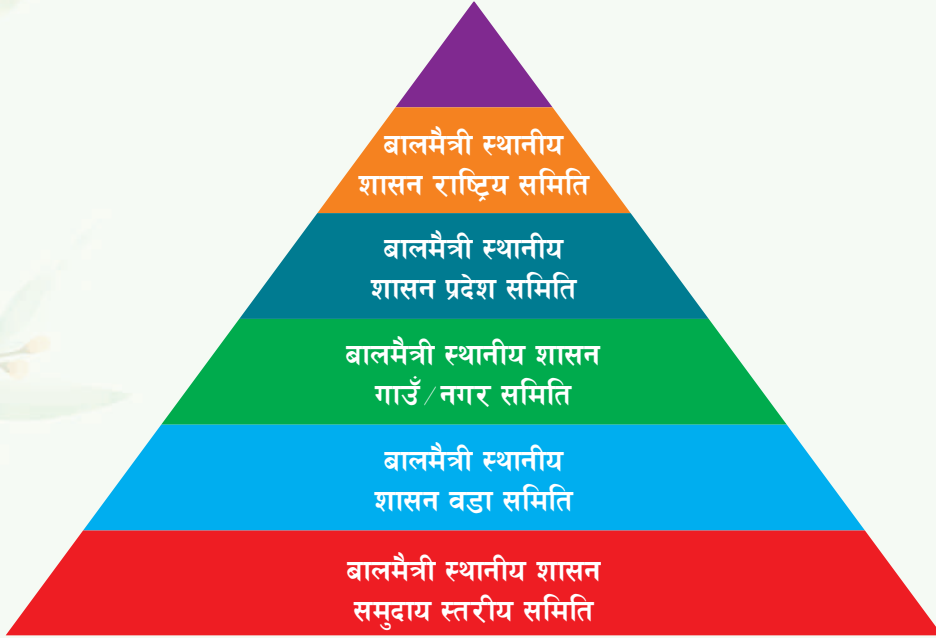 बालमैत्री स्थानीय
शासन राष्ट्रिय समिति
बालमैत्री स्थानीय
शासन प्रदेश समिति
बालमैत्री स्थानीय शासन
गाउँ/नगर समिति
बालमैत्री स्थानीय
शासन वडा समिति
बालमैत्री स्थानीय शासन
समुदाय स्तरीय समिति